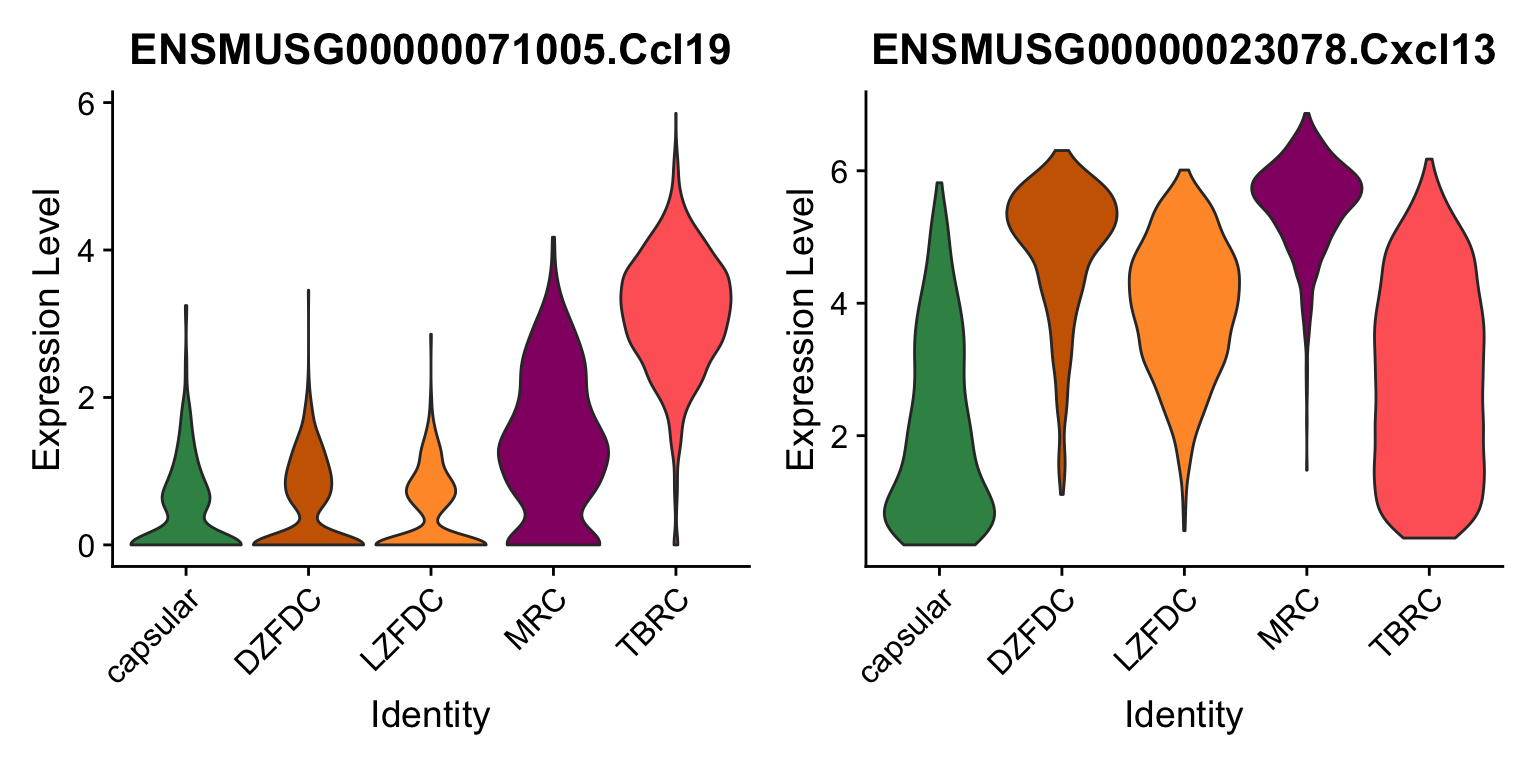 ENSMUSG00000071005.Ccl19
Expression Level
6
4
2
0
capsular
DZFDC
LZFDC
MRC
TBRC
Identity
ENSMUSG00000023078.Cxcl13
Expression Level
6
4
2
capsular
DZFDC
LZFDC
MRC
TBRC
Identity